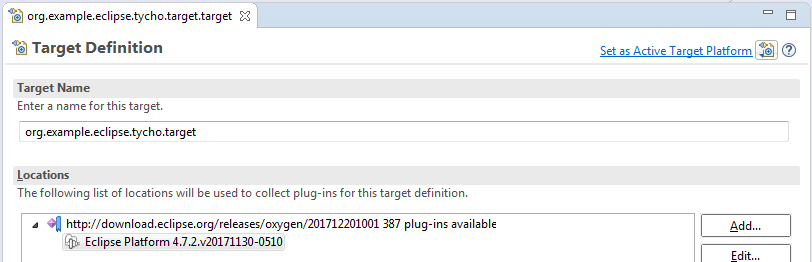 org.example.eclipse.tycho.target.target
Target Definition
Set as Active Target Platform
Target Name
Enter a name for this target.
org.example.eclipse.tycho.target
Locations
The following list of locations will be used to collect plug-ins for this target definition.
http://download.eclipse.org/releases/oxygen/201712201001 387 plug-ins available
Add...
Eclipse Platform 4.7.2.v20171130-0510
Edit...